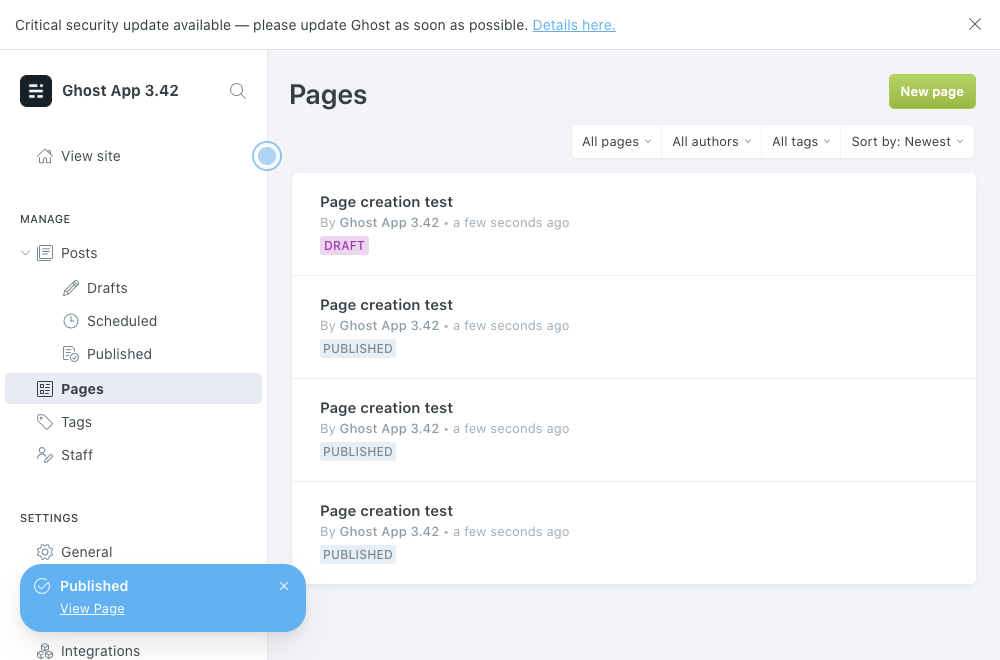 Critical security update available — please update Ghost as soon as possible. Details here.
Ghost App 3.42
View site
MANAGE
Posts
Drafts
Scheduled
Published
Pages
Tags
Staff
SETTINGS
General
Published
View Page
Integrations
Pages
New page
All pages
All authors
All tags
Sort by: Newest
Page creation test
By Ghost App 3.42 • a few seconds ago
DRAFT
Page creation test
By Ghost App 3.42 • a few seconds ago
PUBLISHED
Page creation test
By Ghost App 3.42 • a few seconds ago
PUBLISHED
Page creation test
By Ghost App 3.42 • a few seconds ago
PUBLISHED